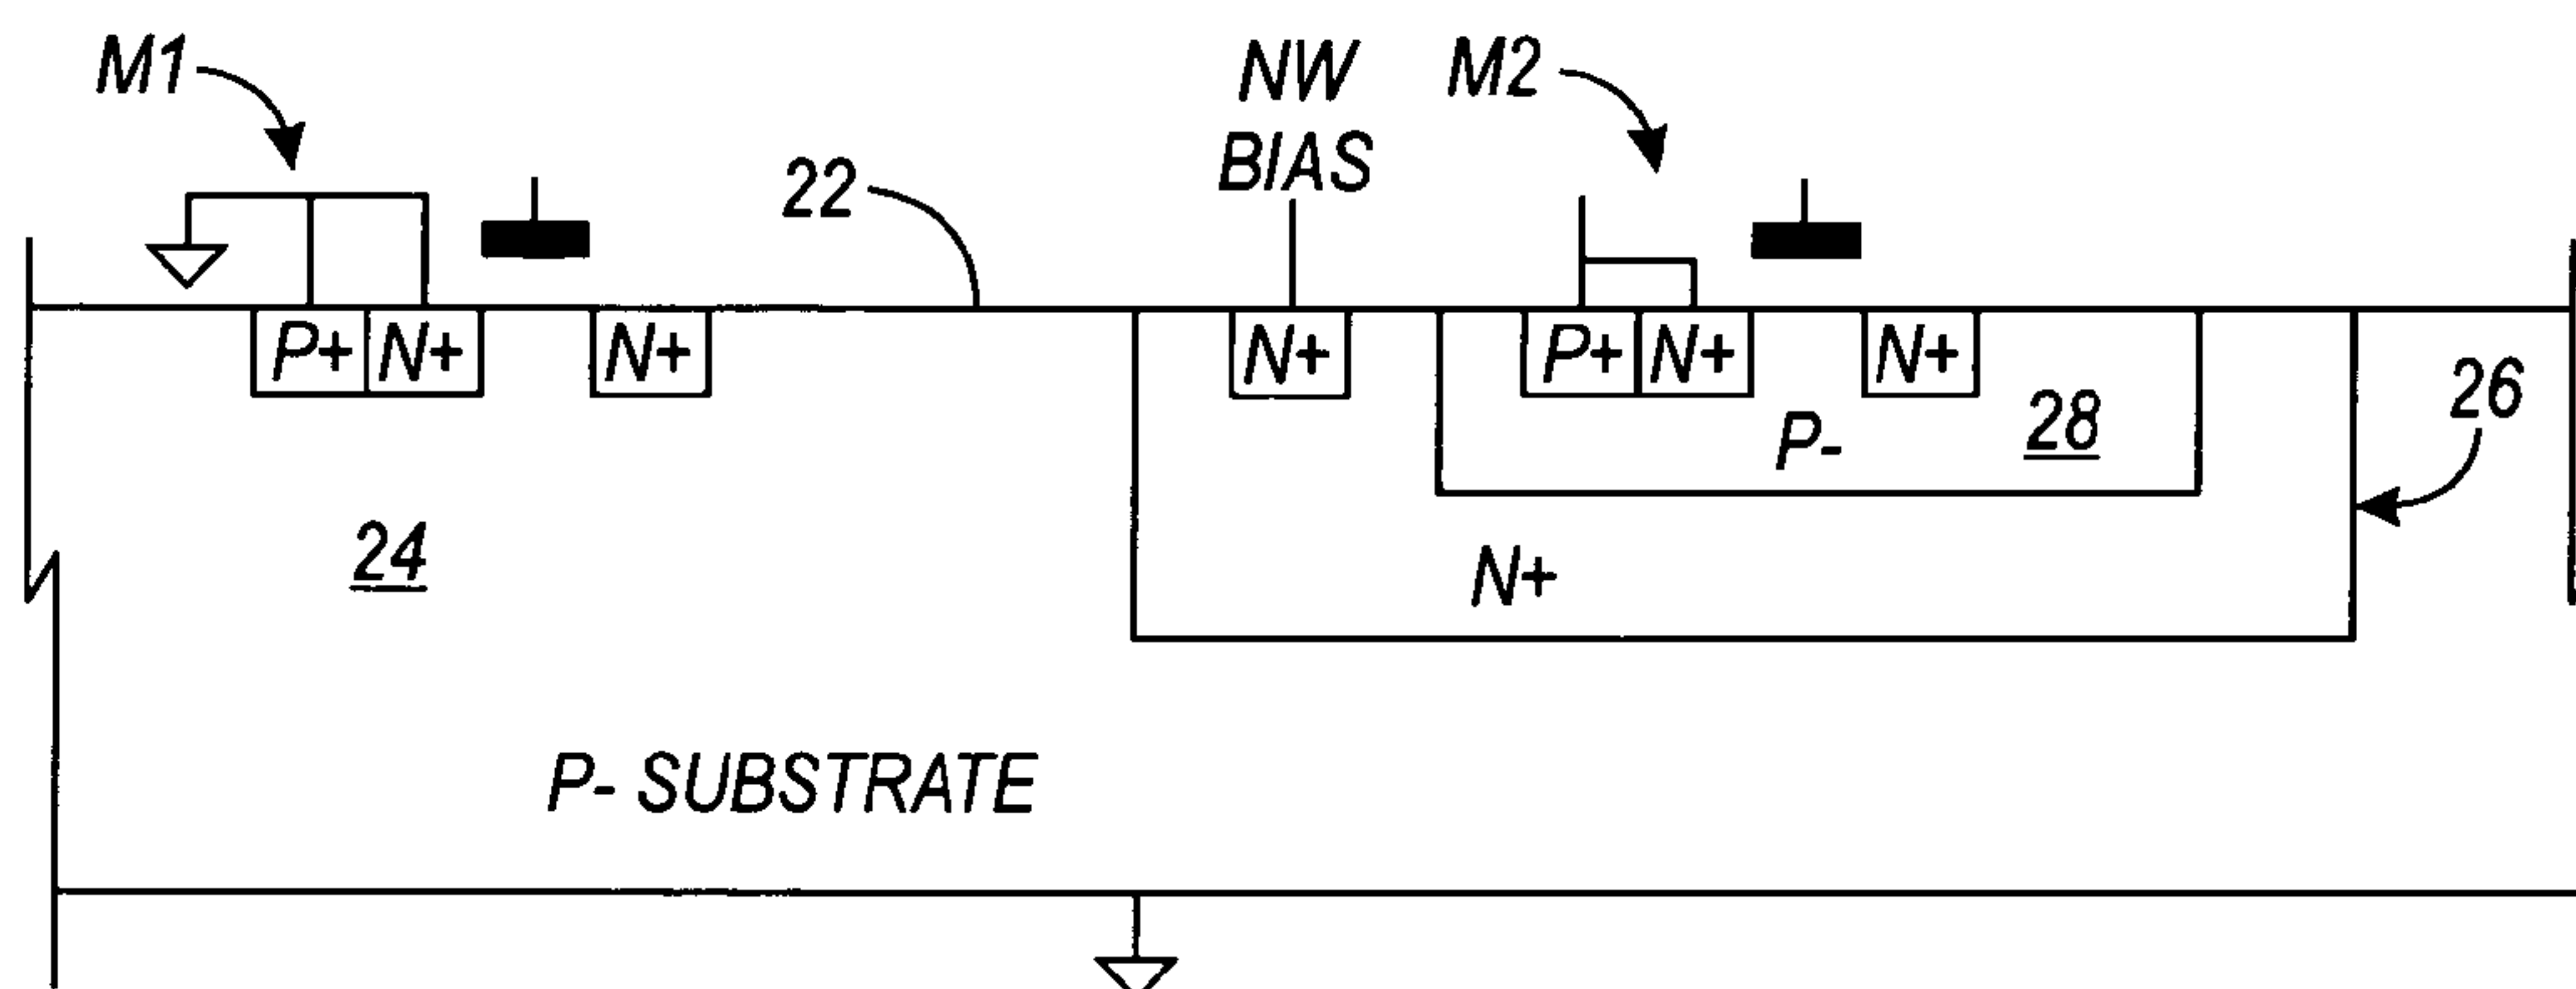 M1
NW
BIAS
M2
22
P+ N+ N+
N+
P+ N+ N+
28
P-
26
24
N+
P- SUBSTRATE